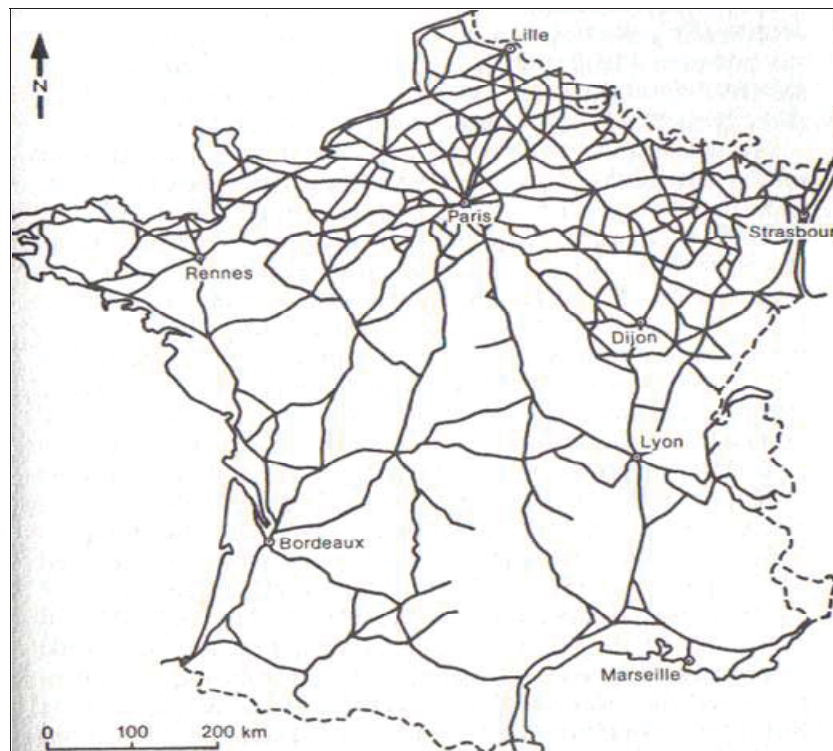 Lille
N
Paris
Strasbour
Rennes
Dijon
Lyon
Bordeaux
Marseille
0 100 200 km